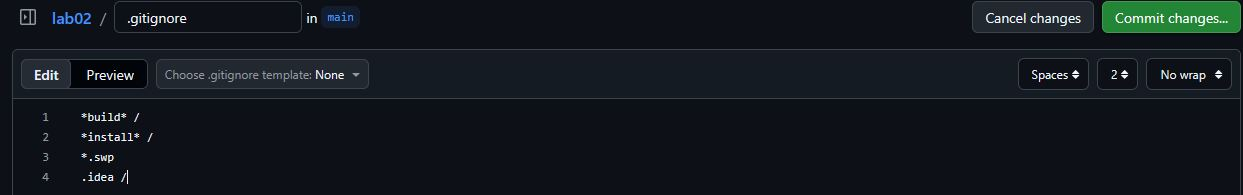 lab02 / .gitignore in main Cancel changes Commit changes...
Edit Preview Choose .gitignore template: None Spaces 2 No wrap
1 *build* /
2 *install* /
3 *.swp
4 .idea /